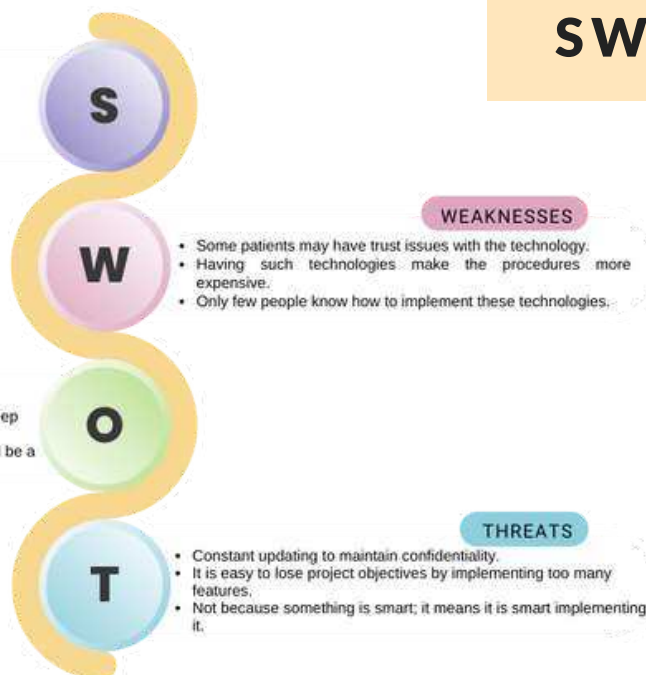 SW
S
WEAKNESSES
W
• Some patients may have trust issues with the technology.
• Having such technologies make the procedures more
expensive.
• Only few people know how to implement these technologies.
ep
be a
O
THREATS
T
• Constant updating to maintain confidentiality.
• It is easy to lose project objectives by implementing too many
features.
• Not because something is smart; it means it is smart implementing
it.